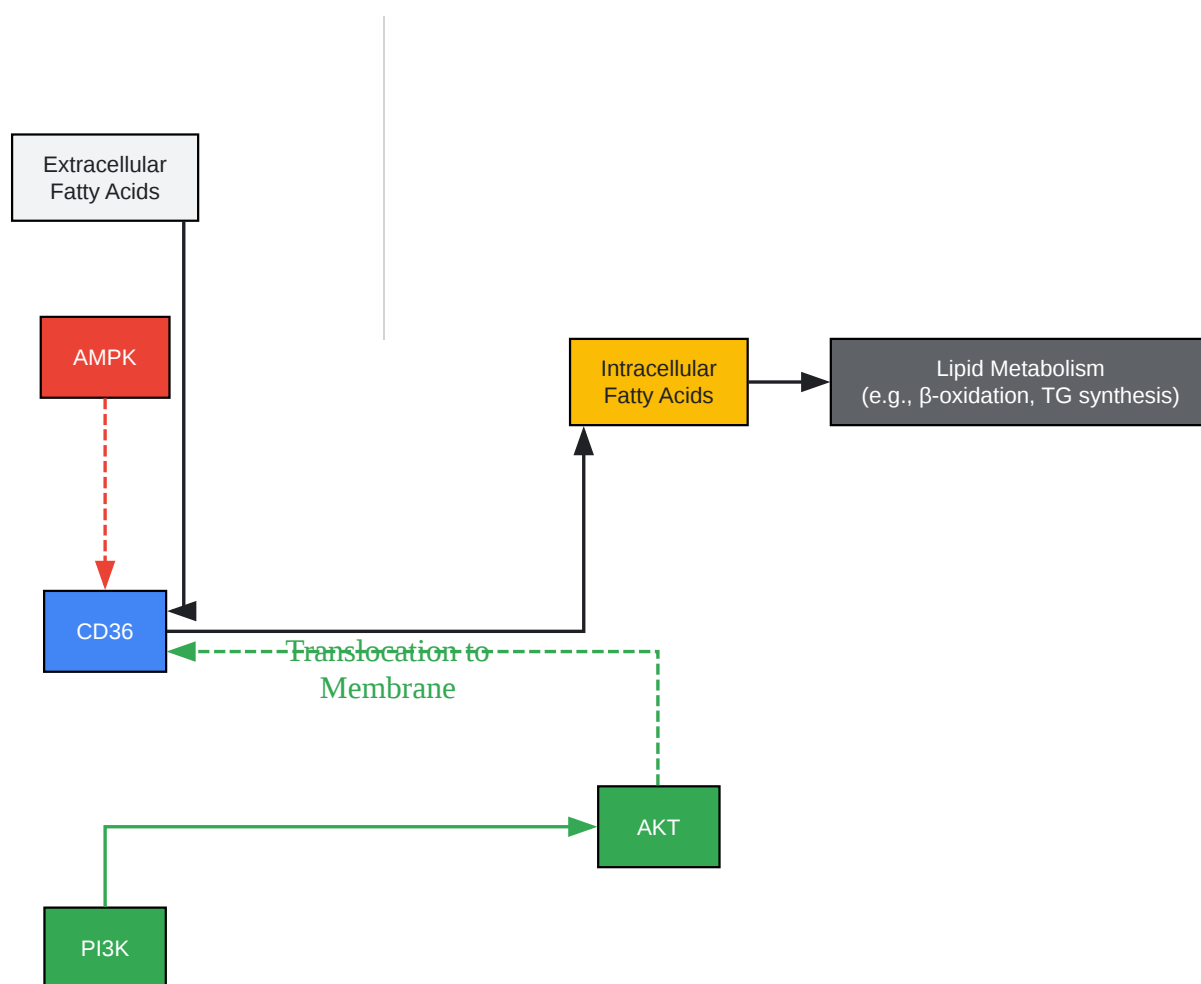 Extracellular
Fatty Acids
AMPK
Intracellular
Fatty Acids
Lipid Metabolism
(e.g., β-oxidation, TG synthesis)
CD36
Translocation to
Membrane
AKT
PI3K